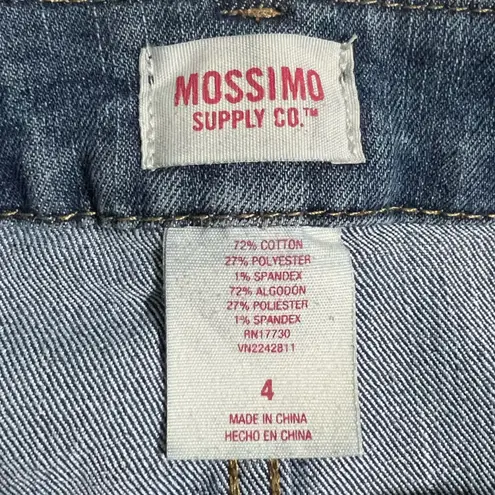 MOSSIMO
SUPPLY CO.™
72% COTTON
27% POLYESTER
1% SPANDEX
72% ALGODÓN
27% POLIÉSTER
1% SPANDEX
RN17730
VN2242811
4
MADE IN CHINA
HECHO EN CHINA